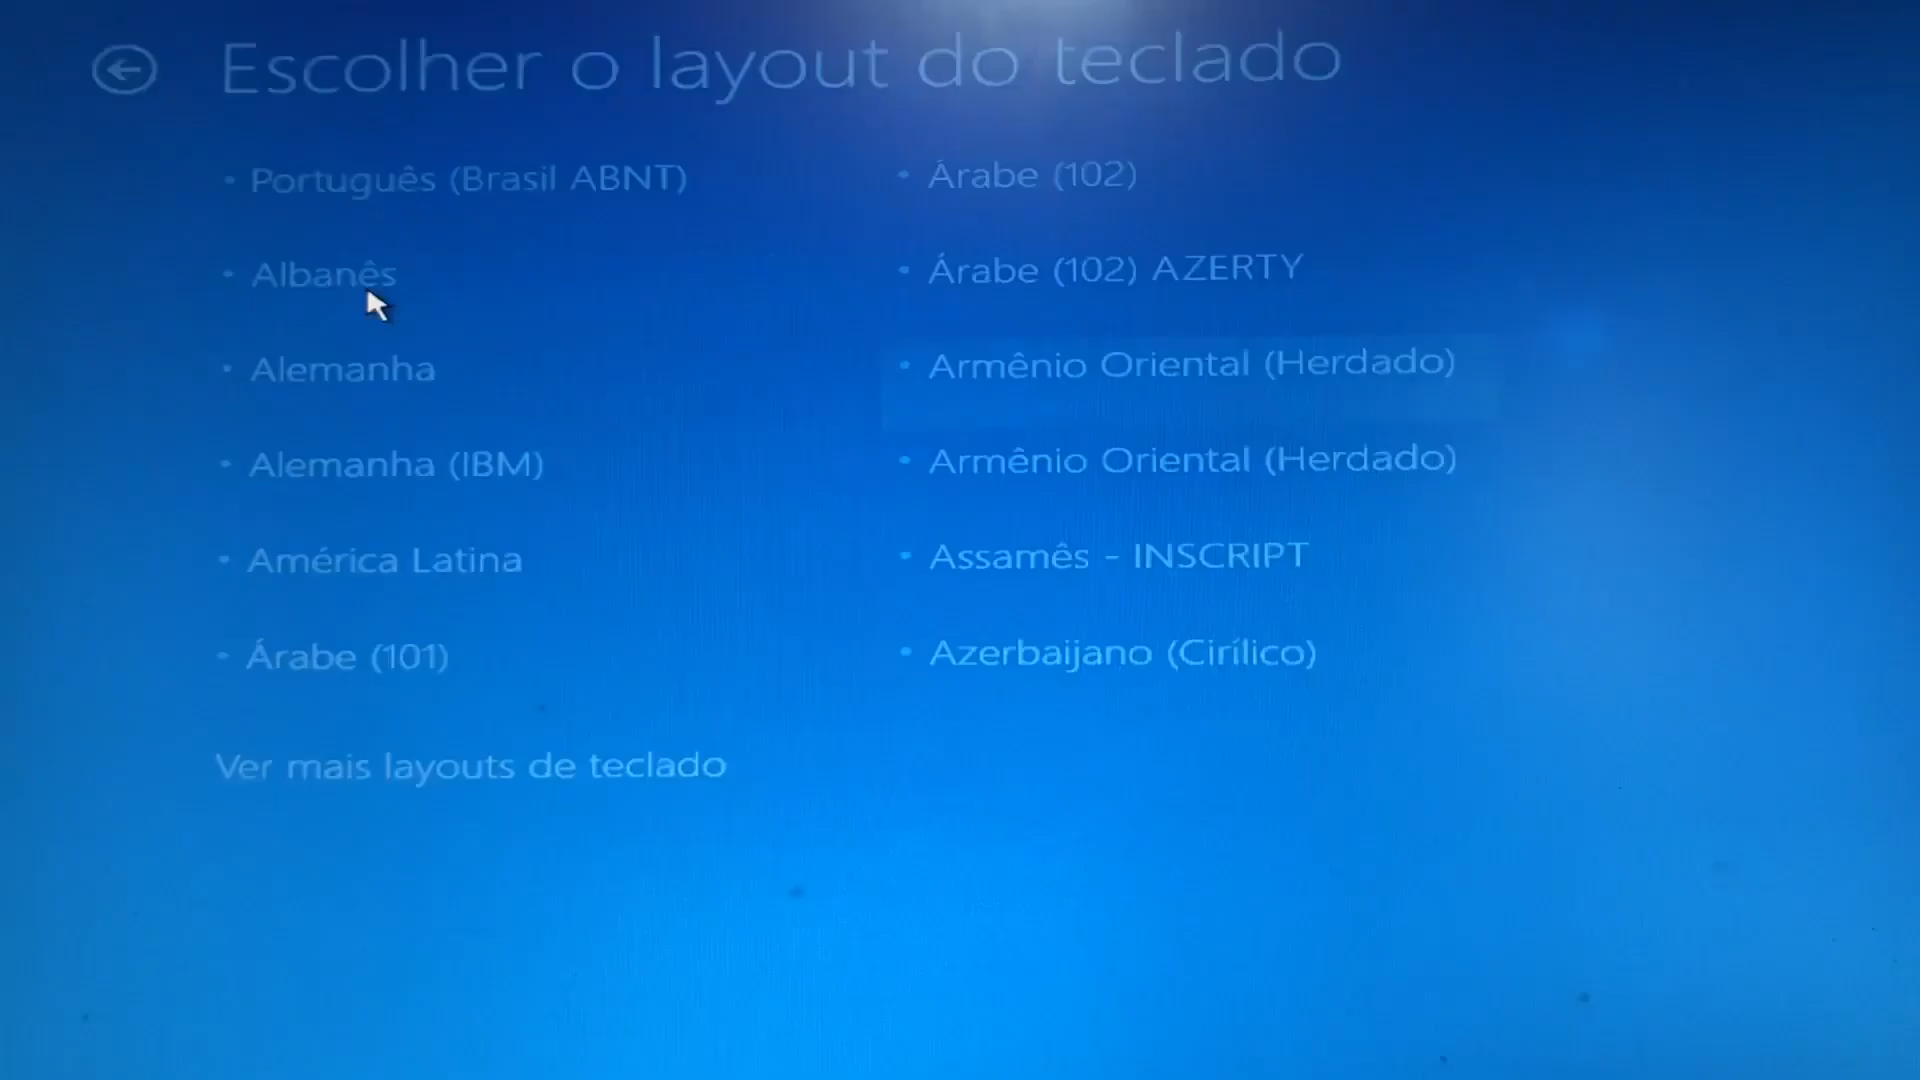 Escolher o layout do teclado
Português (Brasil ABNT)
Albanês
Alemanha
Alemanha (IBM)
América Latina
Árabe (101)
Árabe (102)
Árabe (102) AZERTY
Armênio Oriental (Herdado)
Armênio Oriental (Herdado)
Assamês - INSCRIPT
Azerbaijano (Cirílico)
Ver mais layouts de teclado